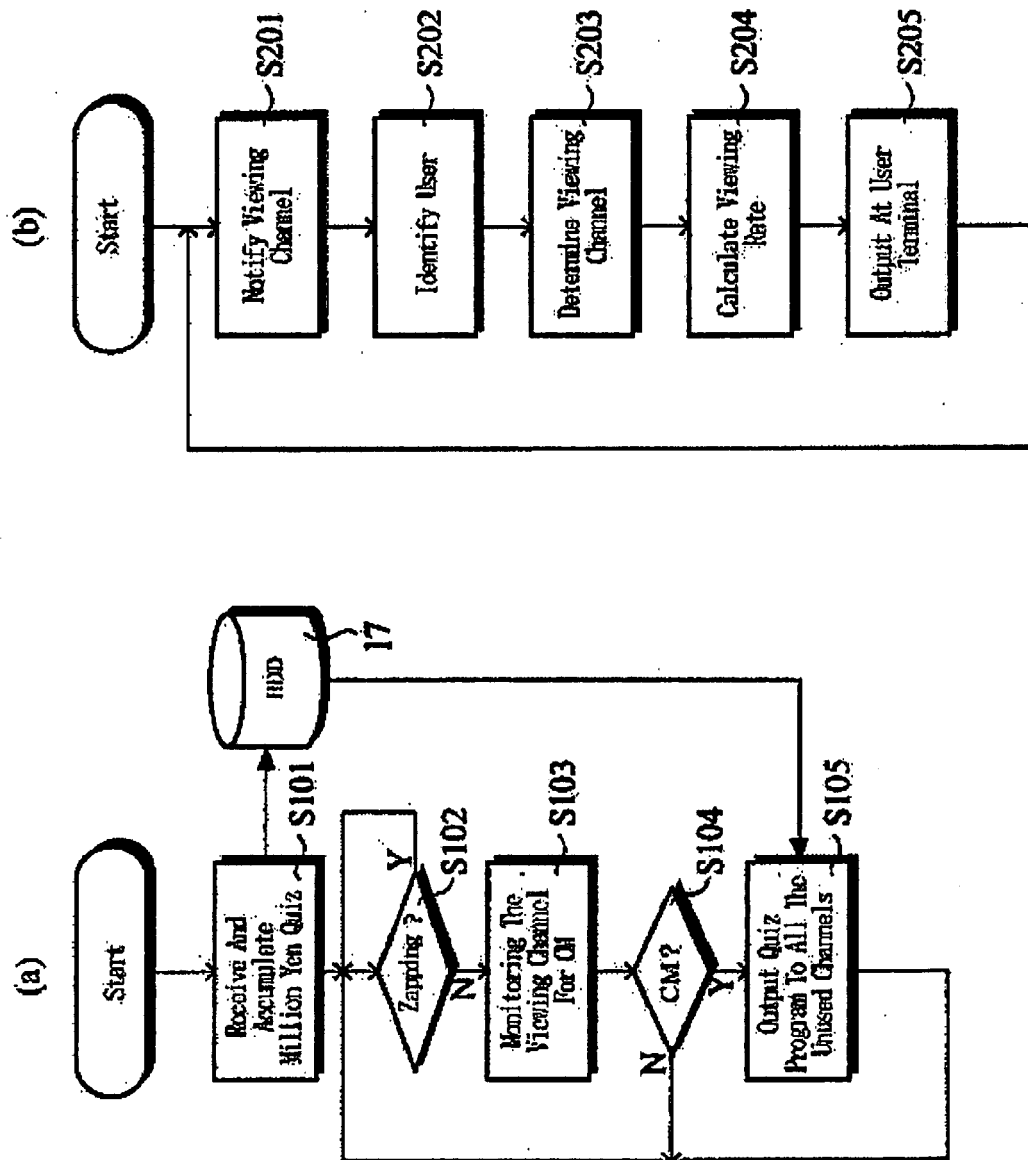 (a)
Start
Receive And
Accumulate
Million Yen Quiz
S101
HDD
17
Zapping ?
Y
S102
N
Monitoring The
Viewing Channel
For CM
S103
CM?
S104
N
Y
Output Quiz
Program To All The
Unused Channels
S105
(b)
Start
Notify Viewing
Channel
S201
Identify User
S202
Determine Viewing
Channel
S203
Calculate Viewing
Rate
S204
Output At User
Terminal
S205